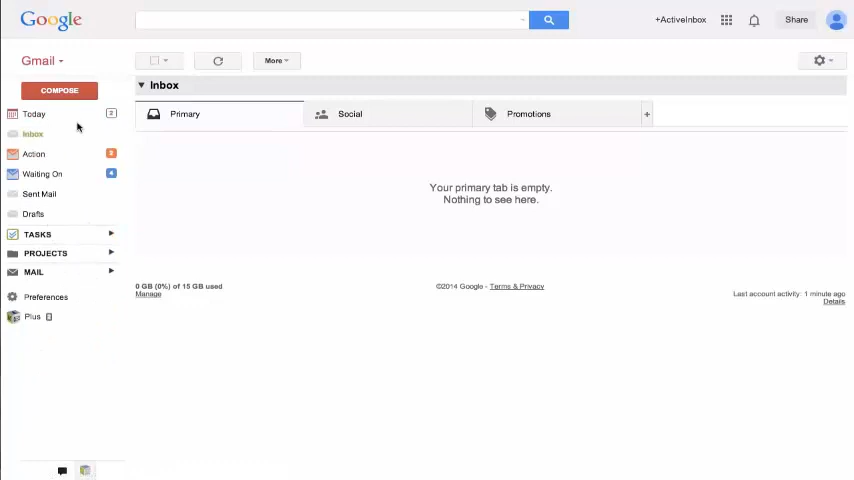 Google
+ActiveInbox
Share
Gmail
More
COMPOSE
Inbox
Today 2
Primary
Social
Promotions
+
Inbox
Action
Waiting On 4
Sent Mail
Your primary tab is empty.
Nothing to see here.
Drafts
TASKS
PROJECTS
MAIL
0 GB (0%) of 15 GB used
Manage
©2014 Google - Terms & Privacy
Last account activity: 1 minute ago
Details
Preferences
Plus